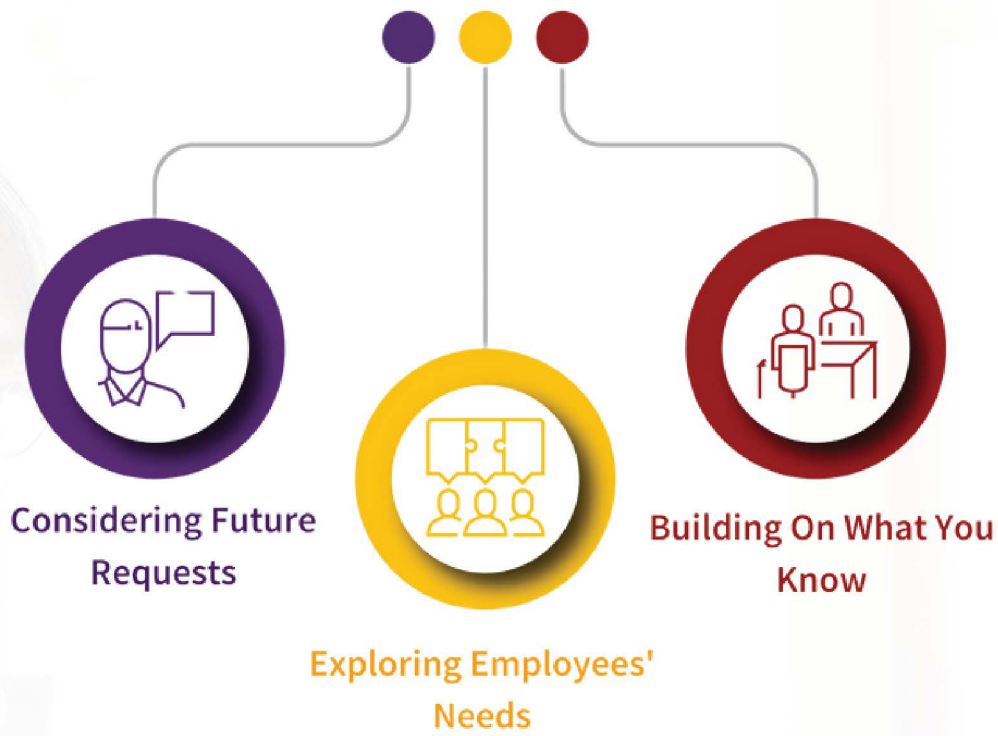 Considering Future
Requests
Exploring Employees'
Needs
Building On What You
Know